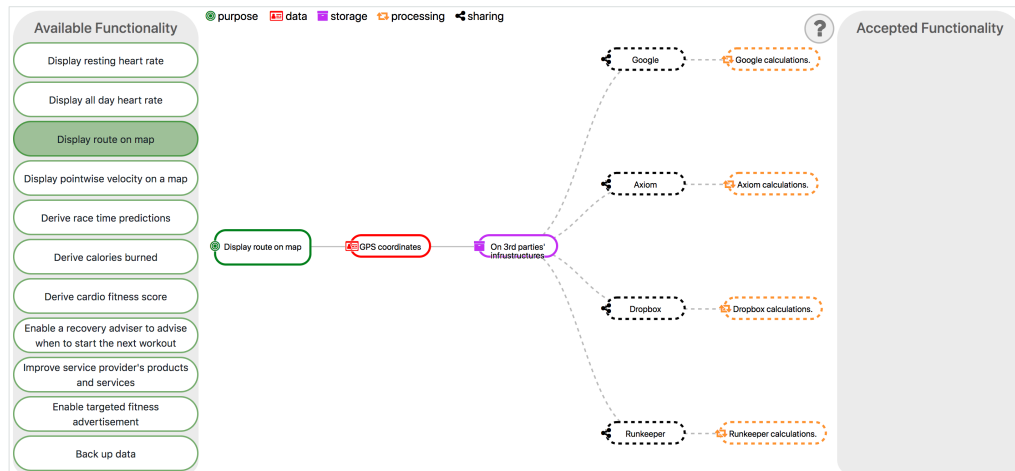 Available Functionality
purpose
data
storage
processing
sharing
?
Accepted Functionality
Display resting heart rate
Display all day heart rate
Display route on map
Display pointwise velocity on a map
Derive race time predictions
Derive calories burned
Derive cardio fitness score
Enable a recovery adviser to advise
when to start the next workout
Improve service provider's products
and services
Enable targeted fitness
advertisement
Back up data
Display route on map
GPS coordinates
On 3rd parties'
infrustructures
Google
Google calculations.
Axiom
Axiom calculations.
Dropbox
Dropbox calculations.
Runkeeper
Runkeeper calculations.